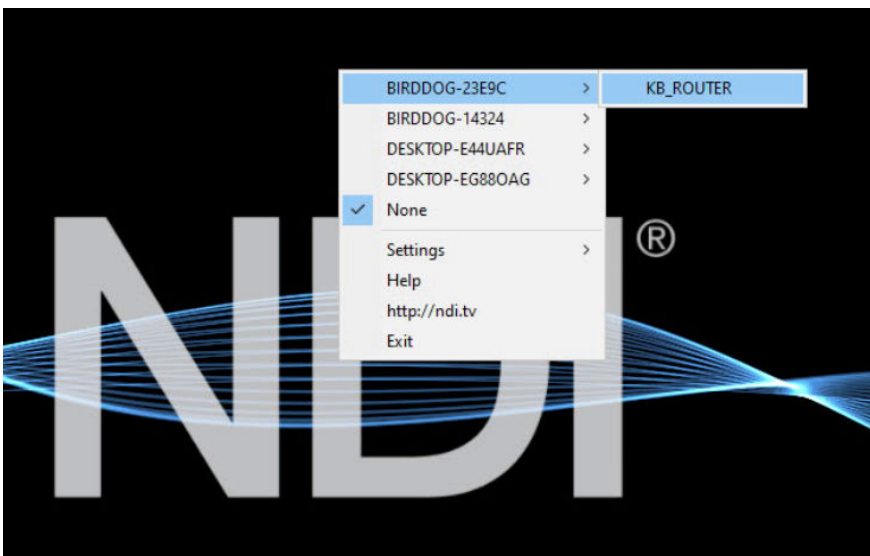 BIRDDOG-23E9C > KB_ROUTER
BIRDDOG-14324 >
DESKTOP-E44UAFR >
DESKTOP-EG88OAG >
✓ None
Settings >
Help
http://ndi.tv
Exit
NDI®